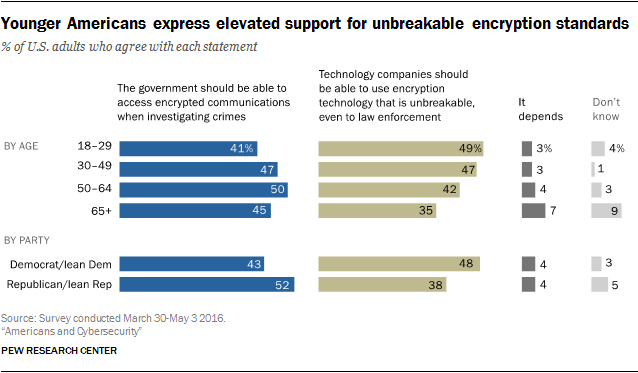 Younger Americans express elevated support for unbreakable encryption standards
% of U.S. adults who agree with each statement
The government should be able to
access encrypted communications
when investigating crimes
Technology companies should
be able to use encryption
technology that is unbreakable,
even to law enforcement
It
depends
Don't
know
BY AGE 18–29 41% 49% 3% 4%
30–49 47 47 3 1
50–64 50 42 4 3
65+ 45 35 7 9
BY PARTY
Democrat/lean Dem 43 48 4 3
Republican/lean Rep 52 38 4 5
Source: Survey conducted March 30-May 3 2016.
“Americans and Cybersecurity”
PEW RESEARCH CENTER